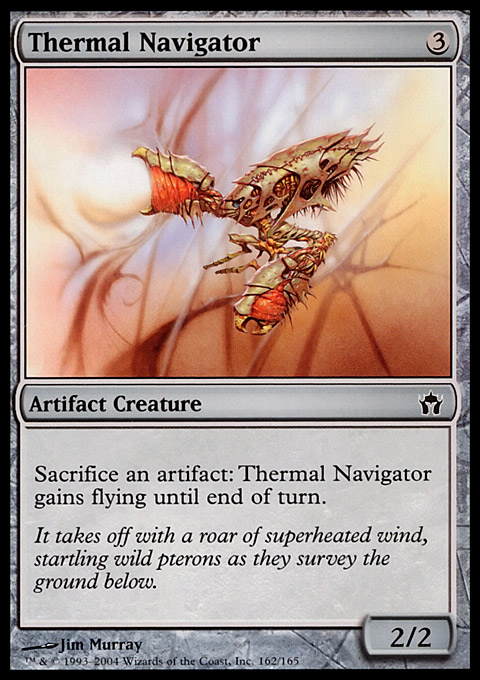 Thermal Navigator 3
Artifact Creature
Sacrifice an artifact: Thermal Navigator
gains flying until end of turn.
It takes off with a roar of superheated wind,
startling wild pterons as they survey the
ground below.
2/2
Jim Murray
™ & © 1993–2004 Wizards of the Coast, Inc. 162/165